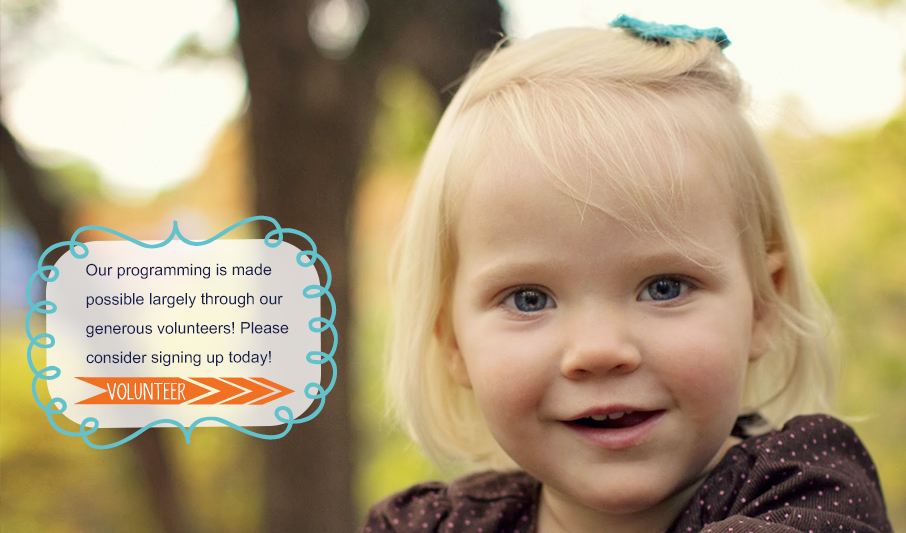 Our programming is made
possible largely through our
generous volunteers! Please
consider signing up today!
VOLUNTEER